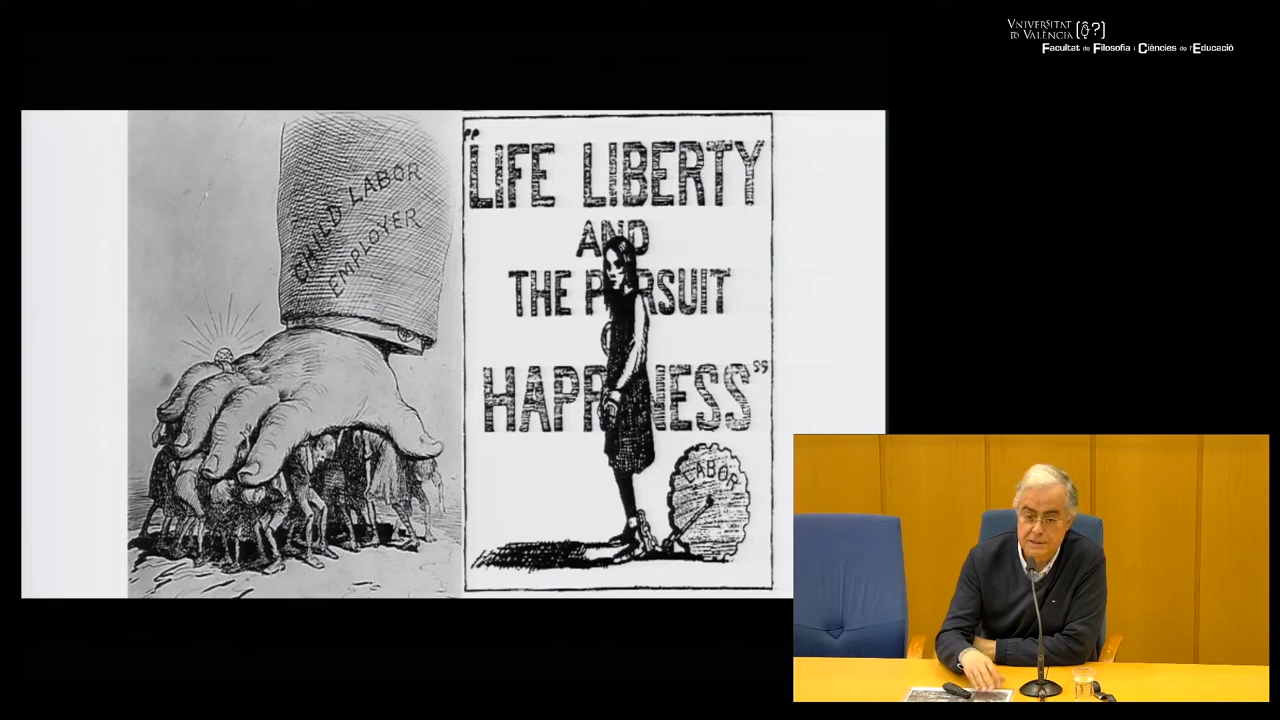 VNIVERSITAT
ID VALÈNCIA
Facultat de Filosofia i Ciències de l'Educació
CHILD LABOR
EMPLOYER
"LIFE LIBERTY
AND
THE PURSUIT
HAPPINESS"
LABOR